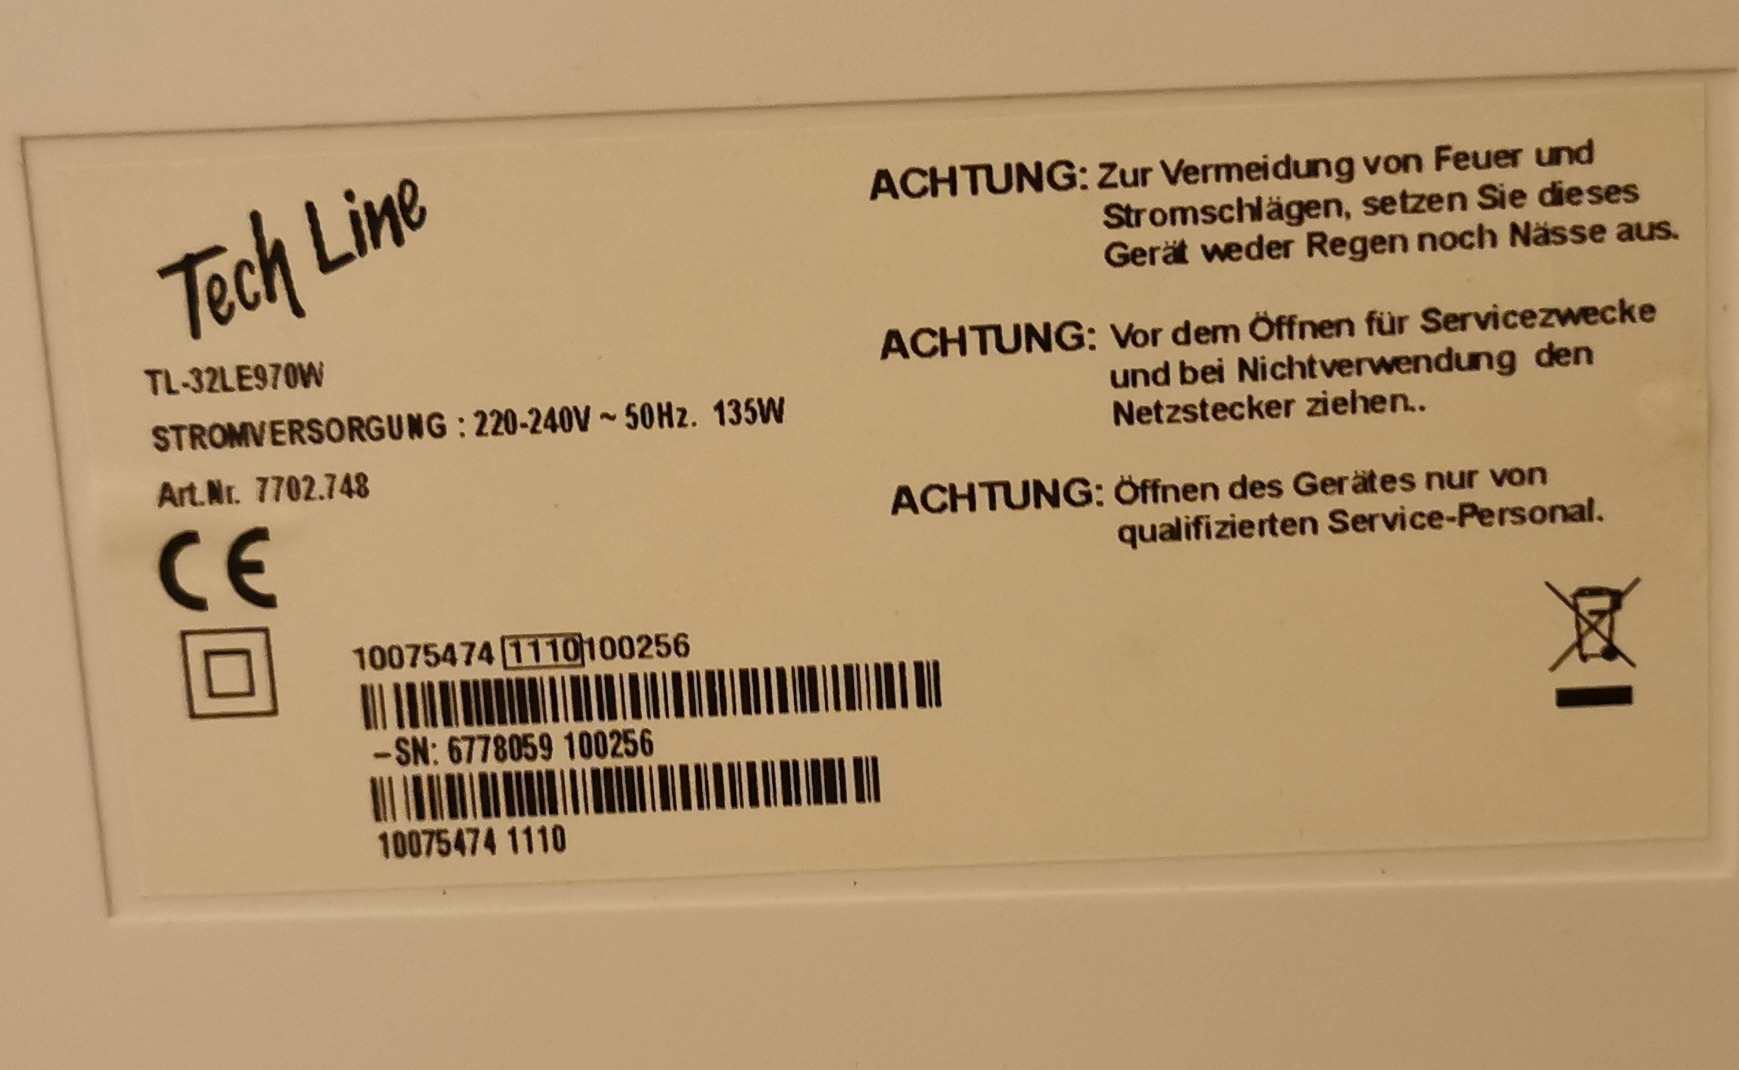 Tech Line
TL-32LE970W
STROMVERSORGUNG : 220-240V ~ 50Hz. 135W
Art.Nr. 7702.748
CE
10075474 1110 100256
-SN: 6778059 100256
10075474 1110
ACHTUNG: Zur Vermeidung von Feuer und
Stromschlägen, setzen Sie dieses
Gerät weder Regen noch Nässe aus.
ACHTUNG: Vor dem Öffnen für Servicezwecke
und bei Nichtverwendung den
Netzstecker ziehen..
ACHTUNG: Öffnen des Gerätes nur von
qualifizierten Service-Personal.